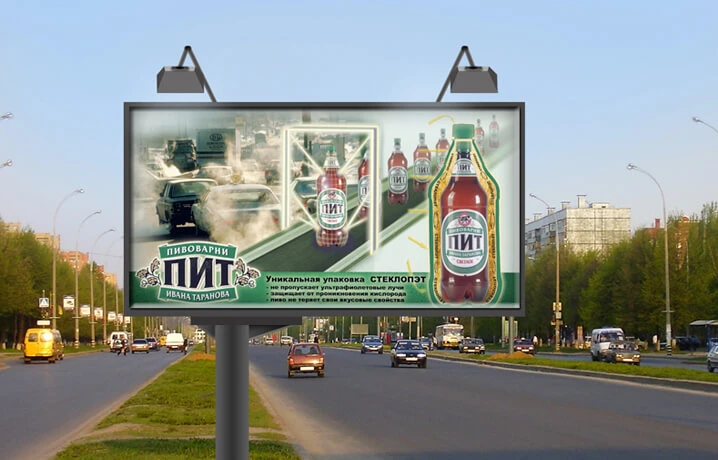 ПИВОВАРНИ
ПИТ
ИВАНА ТАРАНОВА
Уникальная упаковка СТЕКЛОПЭТ
- не пропускает ультрафиолетовые лучи
- защищает от проникновения кислорода
- пиво не теряет свои вкусовые свойства
ПИТ
ПИТ